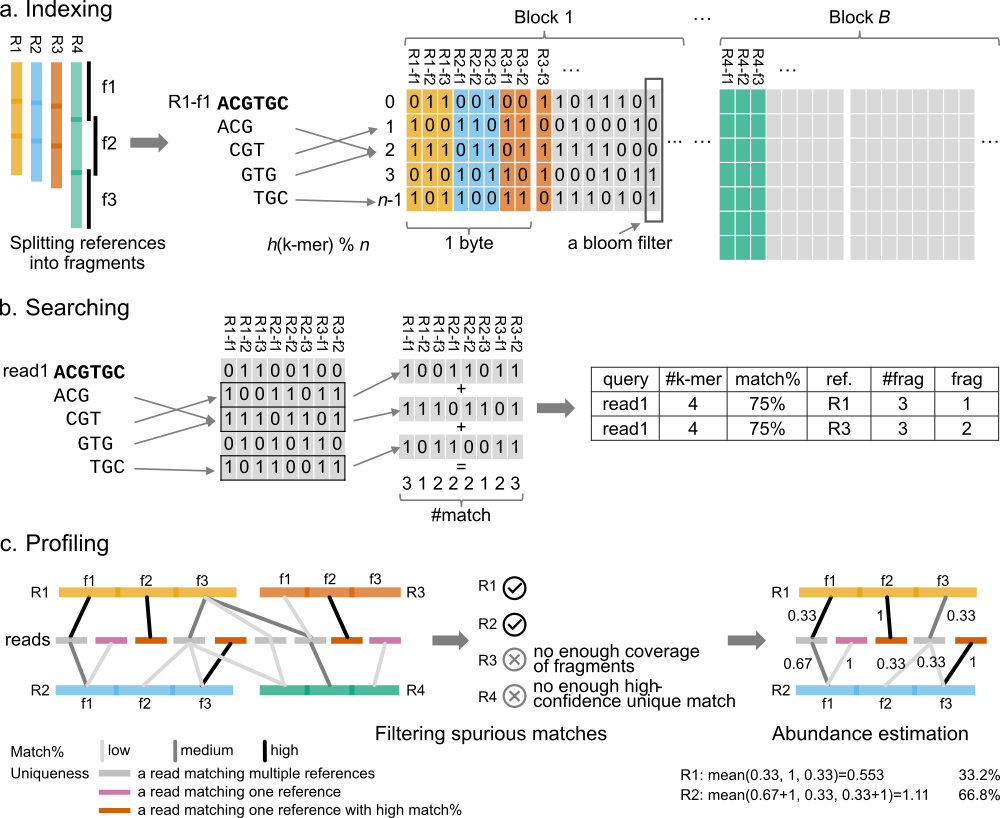 a. Indexing
Block 1
...
Block B
R1
R2
R3
R4
f1
f2
f3
Splitting references
into fragments
R1-f1 ACGTGC
ACG
CGT
GTG
TGC
h(k-mer) % n
R1-f1
R1-f2
R1-f3
R2-f1
R2-f2
R2-f3
R3-f1
R3-f2
R3-f3
...
0 0 1 1 0 0 1 0 0 1 1 0 1 1 1 0 1
1 1 0 0 1 1 0 1 1 0 0 1 0 0 0 1 0
2 1 1 1 0 1 1 0 1 1 1 1 1 1 0 0 0
3 0 1 0 1 0 1 0 1 0 1 0 1 1 0 1 1
n-1 1 0 1 1 0 0 1 1 0 1 1 1 0 1 0 1
... ...
1 byte
a bloom filter
R4-f1
R4-f2
R4-f3
...
...
b. Searching
read1 ACGTGC
ACG
CGT
GTG
TGC
R1-f1
R1-f2
R1-f3
R2-f1
R2-f2
R2-f3
R3-f1
R3-f2
0 1 1 0 0 1 0 0
1 0 0 1 1 0 1 1
1 1 1 0 1 1 0 1
0 1 0 1 0 1 0 1
1 0 1 1 0 0 1 1
R1-f1
R1-f2
R1-f3
R2-f1
R2-f2
R2-f3
R3-f1
R3-f2
1 0 0 1 1 0 1 1
+
1 1 1 0 1 1 0 1
+
1 0 1 1 0 0 1 1
=
3 1 2 2 2 1 2 3
#match
query #k-mer match% ref. #frag frag
read1 4 75% R1 3 1
read1 4 75% R3 3 2
c. Profiling
R1
f1 f2 f3
f1 f2 f3
R3
reads
R2
f1 f2 f3
R4
R1
R2
R3
no enough coverage
of fragments
R4
no enough high-
confidence unique match
Filtering spurious matches
R1
f1 f2 f3
0.33 1 0.33
0.67 1 0.33 0.33 1
R2
f1 f2 f3
Abundance estimation
Match% low medium high
Uniqueness a read matching multiple references
a read matching one reference
a read matching one reference with high match%
R1: mean(0.33, 1, 0.33)=0.553 33.2%
R2: mean(0.67+1, 0.33, 0.33+1)=1.11 66.8%